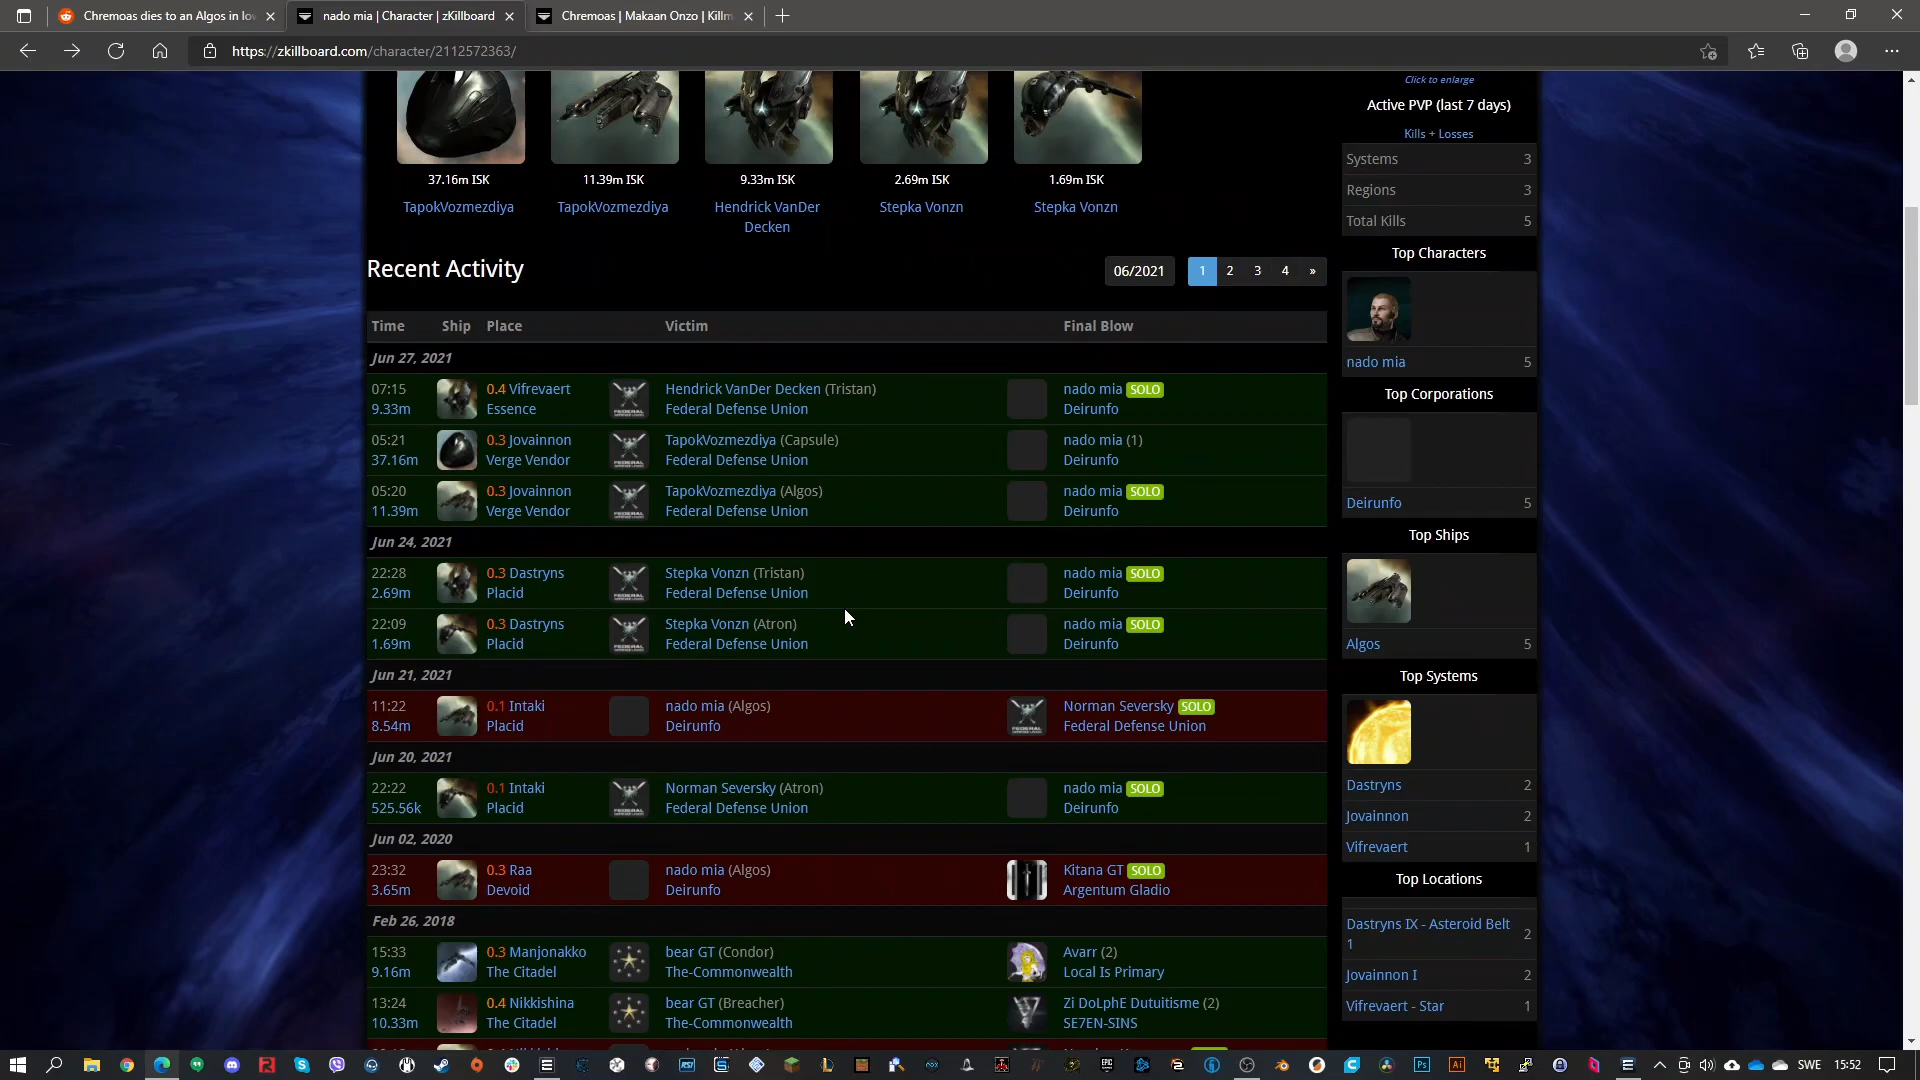 Chremoas dies to an Algos in lo
nado mia | Character | zKillboard
Chremoas | Makaan Onzo | Killm
https://zkillboard.com/character/2112572363/
Click to enlarge
Active PVP (last 7 days)
Kills + Losses
Systems 3
Regions 3
Total Kills 5
37.16m ISK
11.39m ISK
9.33m ISK
2.69m ISK
1.69m ISK
TapokVozmezdiya
TapokVozmezdiya
Hendrick VanDer
Decken
Stepka Vonzn
Stepka Vonzn
Recent Activity
06/2021
1 2 3 4 »
Time Ship Place Victim Final Blow
Jun 27, 2021
07:15 0.4 Vifrevaert Hendrick VanDer Decken (Tristan) nado mia SOLO
9.33m Essence Federal Defense Union Deirunfo
05:21 0.3 Jovainnon TapokVozmezdiya (Capsule) nado mia (1)
37.16m Verge Vendor Federal Defense Union Deirunfo
05:20 0.3 Jovainnon TapokVozmezdiya (Algos) nado mia SOLO
11.39m Verge Vendor Federal Defense Union Deirunfo
Jun 24, 2021
22:28 0.3 Dastryns Stepka Vonzn (Tristan) nado mia SOLO
2.69m Placid Federal Defense Union Deirunfo
22:09 0.3 Dastryns Stepka Vonzn (Atron) nado mia SOLO
1.69m Placid Federal Defense Union Deirunfo
Jun 21, 2021
11:22 0.1 Intaki nado mia (Algos) Norman Seversky SOLO
8.54m Placid Deirunfo Federal Defense Union
Jun 20, 2021
22:22 0.1 Intaki Norman Seversky (Atron) nado mia SOLO
525.56k Placid Federal Defense Union Deirunfo
Jun 02, 2020
23:32 0.3 Raa nado mia (Algos) Kitana GT SOLO
3.65m Devoid Deirunfo Argentum Gladio
Feb 26, 2018
15:33 0.3 Manjonakko bear GT (Condor) Avarr (2)
9.16m The Citadel The-Commonwealth Local Is Primary
13:24 0.4 Nikkishina bear GT (Breacher) Zi DoLphE Dutuitisme (2)
10.33m The Citadel The-Commonwealth SE7EN-SINS
Top Characters
nado mia 5
Top Corporations
Deirunfo 5
Top Ships
Algos 5
Top Systems
Dastryns 2
Jovainnon 2
Vifrevaert 1
Top Locations
Dastryns IX - Asteroid Belt
1 2
Jovainnon I 2
Vifrevaert - Star 1
SWE
15:52